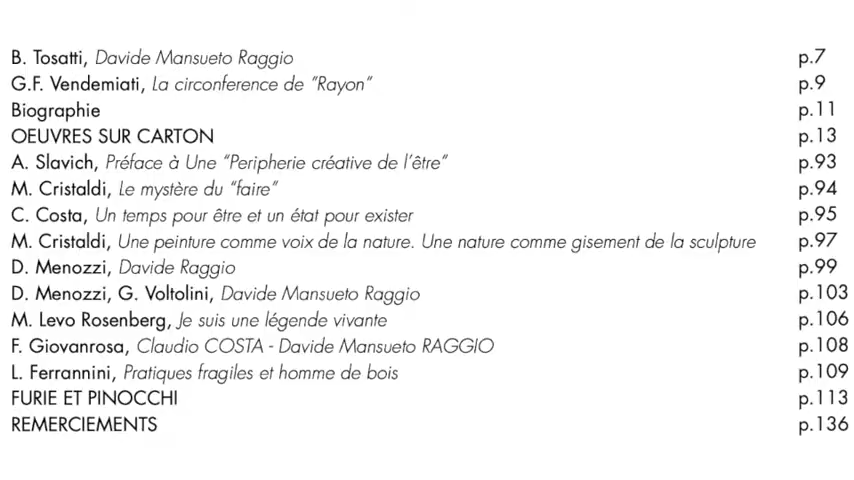 B. Tosatti, Davide Mansueto Raggio p.7
G.F. Vendemiati, La circonference de "Rayon" p.9
Biographie p.11
OEUVRES SUR CARTON p.13
A. Slavich, Préface à Une "Peripherie créative de l'être" p.93
M. Cristaldi, Le mystère du "faire" p.94
C. Costa, Un temps pour être et un état pour exister p.95
M. Cristaldi, Une peinture comme voix de la nature. Une nature comme gisement de la sculpture p.97
D. Menozzi, Davide Raggio p.99
D. Menozzi, G. Voltolini, Davide Mansueto Raggio p.103
M. Levo Rosenberg, Je suis une légende vivante p.106
F. Giovanrosa, Claudio COSTA - Davide Mansueto RAGGIO p.108
L. Ferrannini, Pratiques fragiles et homme de bois p.109
FURIE ET PINOCCHI p.113
REMERCIEMENTS p.136